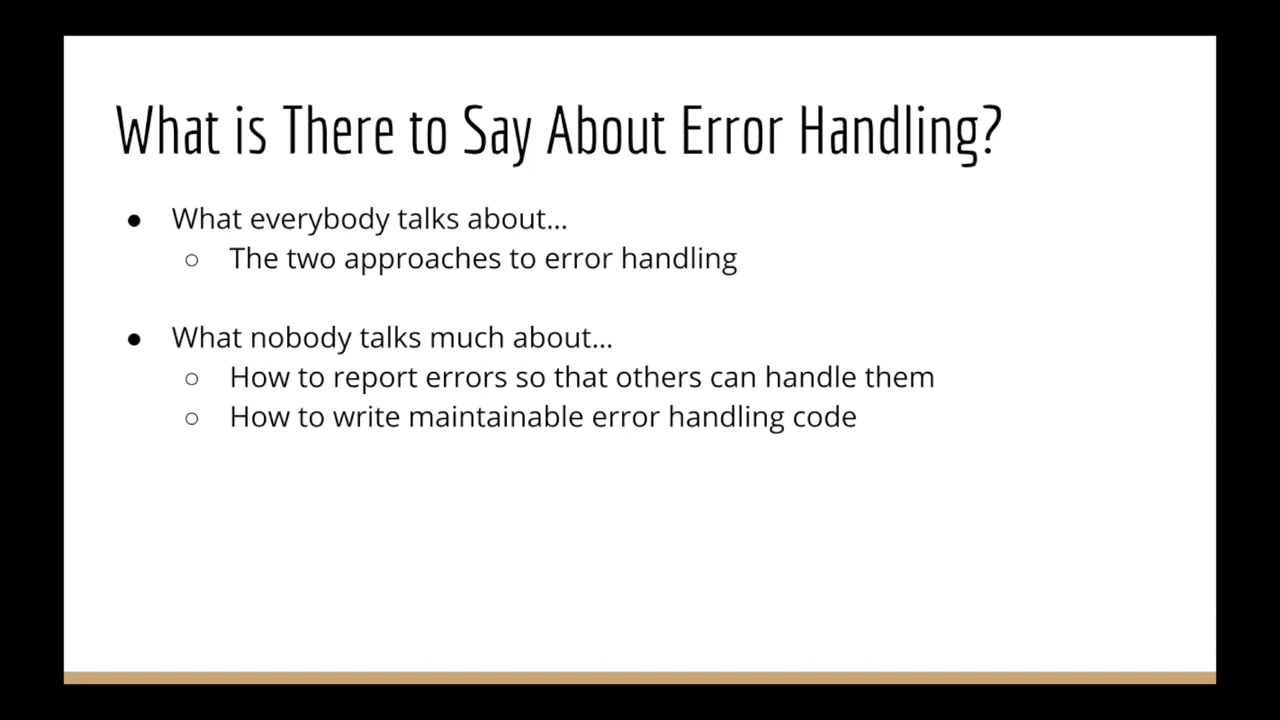 What is There to Say About Error Handling?
● What everybody talks about...
○ The two approaches to error handling
● What nobody talks much about...
○ How to report errors so that others can handle them
○ How to write maintainable error handling code